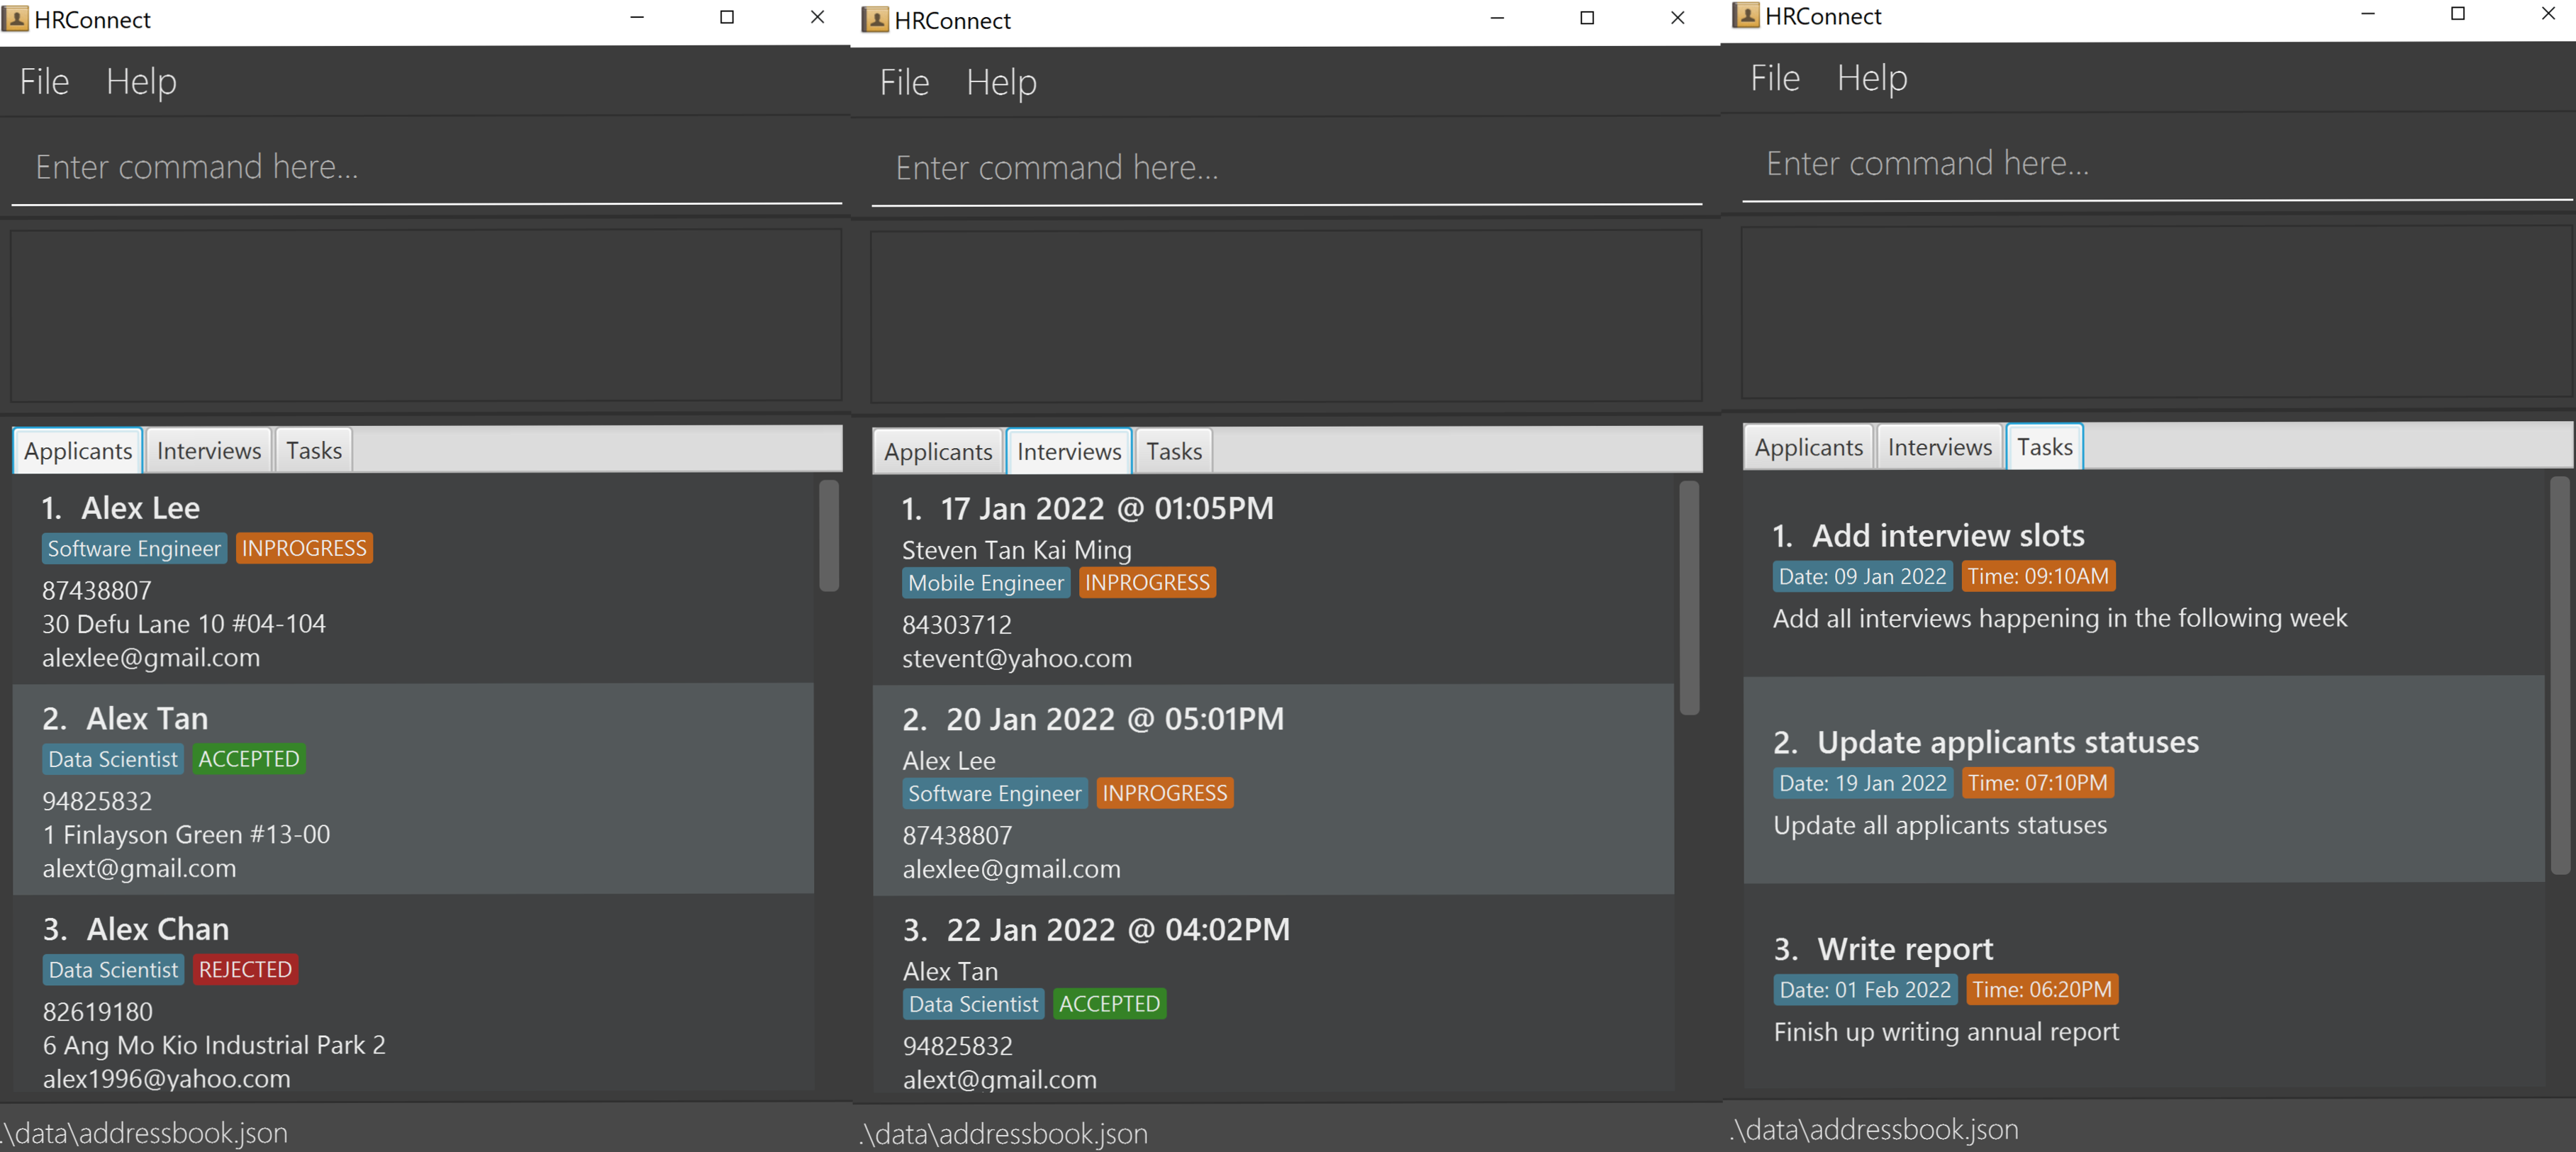 HRConnect
File Help
Enter command here...
Applicants Interviews Tasks
1. Alex Lee
Software Engineer INPROGRESS
87438807
30 Defu Lane 10 #04-104
alexlee@gmail.com
2. Alex Tan
Data Scientist ACCEPTED
94825832
1 Finlayson Green #13-00
alext@gmail.com
3. Alex Chan
Data Scientist REJECTED
82619180
6 Ang Mo Kio Industrial Park 2
alex1996@yahoo.com
.\data\addressbook.json
HRConnect
File Help
Enter command here...
Applicants Interviews Tasks
1. 17 Jan 2022 @ 01:05PM
Steven Tan Kai Ming
Mobile Engineer INPROGRESS
84303712
stevent@yahoo.com
2. 20 Jan 2022 @ 05:01PM
Alex Lee
Software Engineer INPROGRESS
87438807
alexlee@gmail.com
3. 22 Jan 2022 @ 04:02PM
Alex Tan
Data Scientist ACCEPTED
94825832
alext@gmail.com
.\data\addressbook.json
HRConnect
File Help
Enter command here...
Applicants Interviews Tasks
1. Add interview slots
Date: 09 Jan 2022 Time: 09:10AM
Add all interviews happening in the following week
2. Update applicants statuses
Date: 19 Jan 2022 Time: 07:10PM
Update all applicants statuses
3. Write report
Date: 01 Feb 2022 Time: 06:20PM
Finish up writing annual report
.\data\addressbook.json